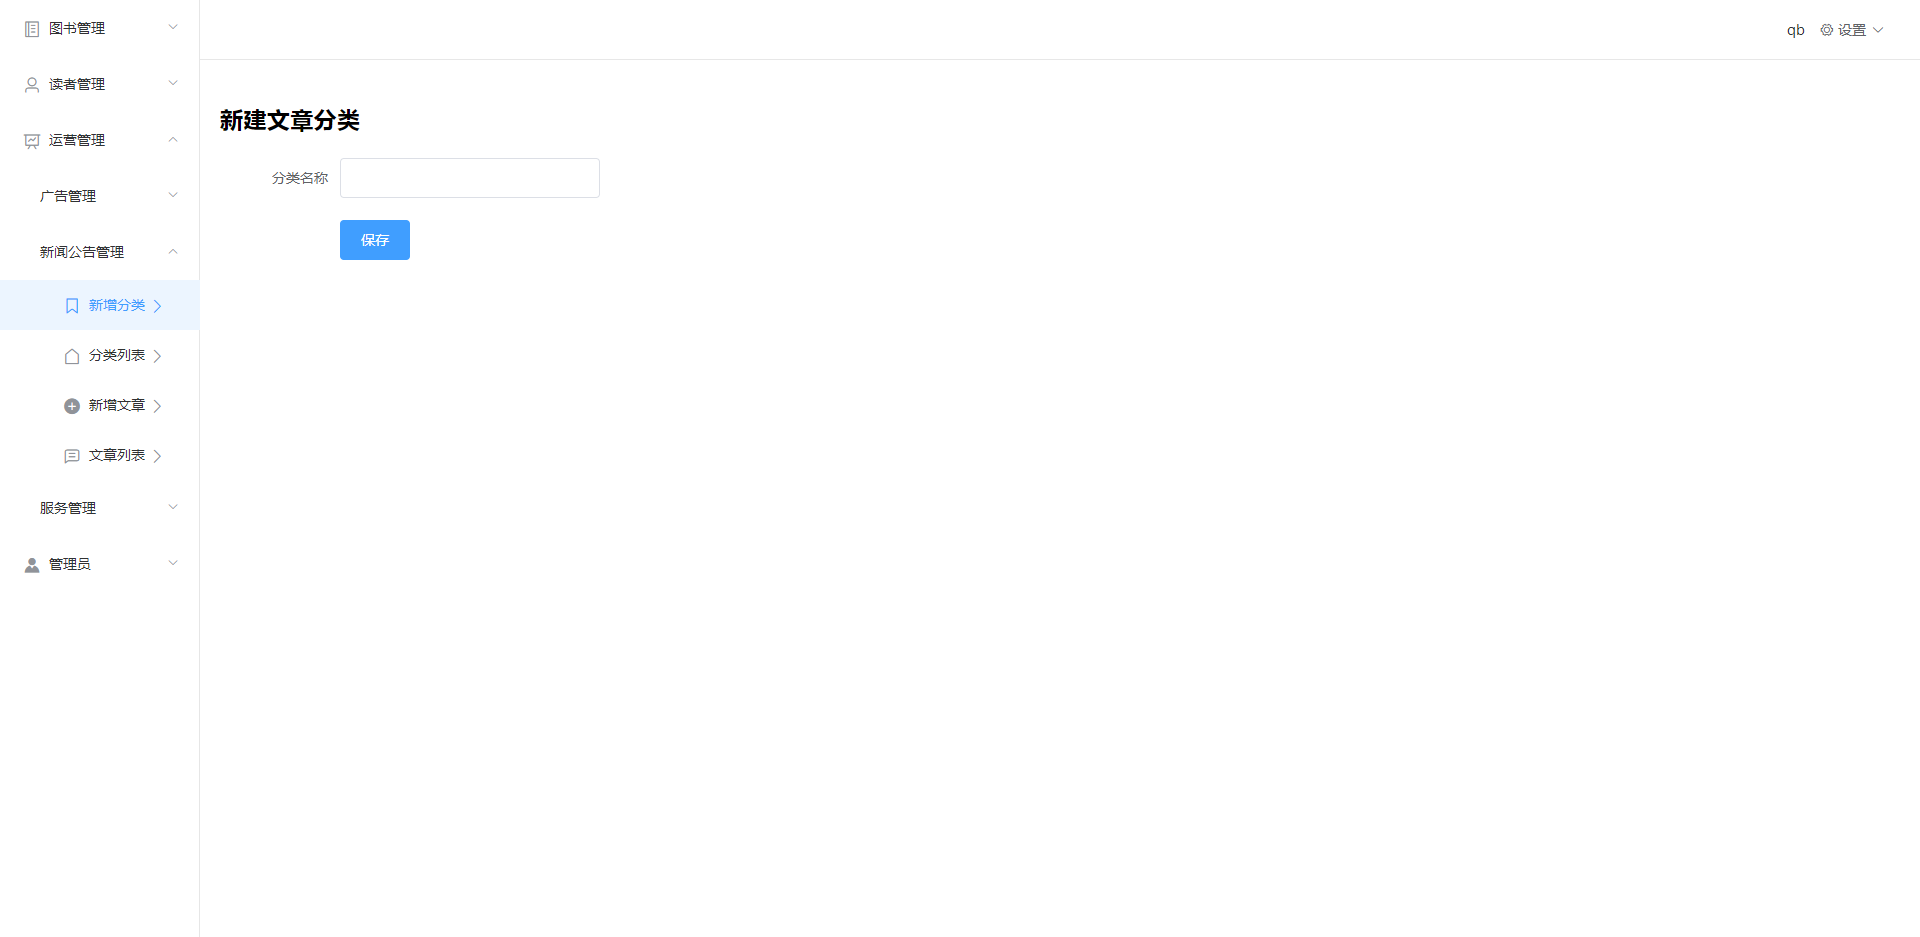 图书管理
读者管理
运营管理
广告管理
新闻公告管理
新增分类
分类列表
新增文章
文章列表
服务管理
管理员
qb 设置
新建文章分类
分类名称
保存